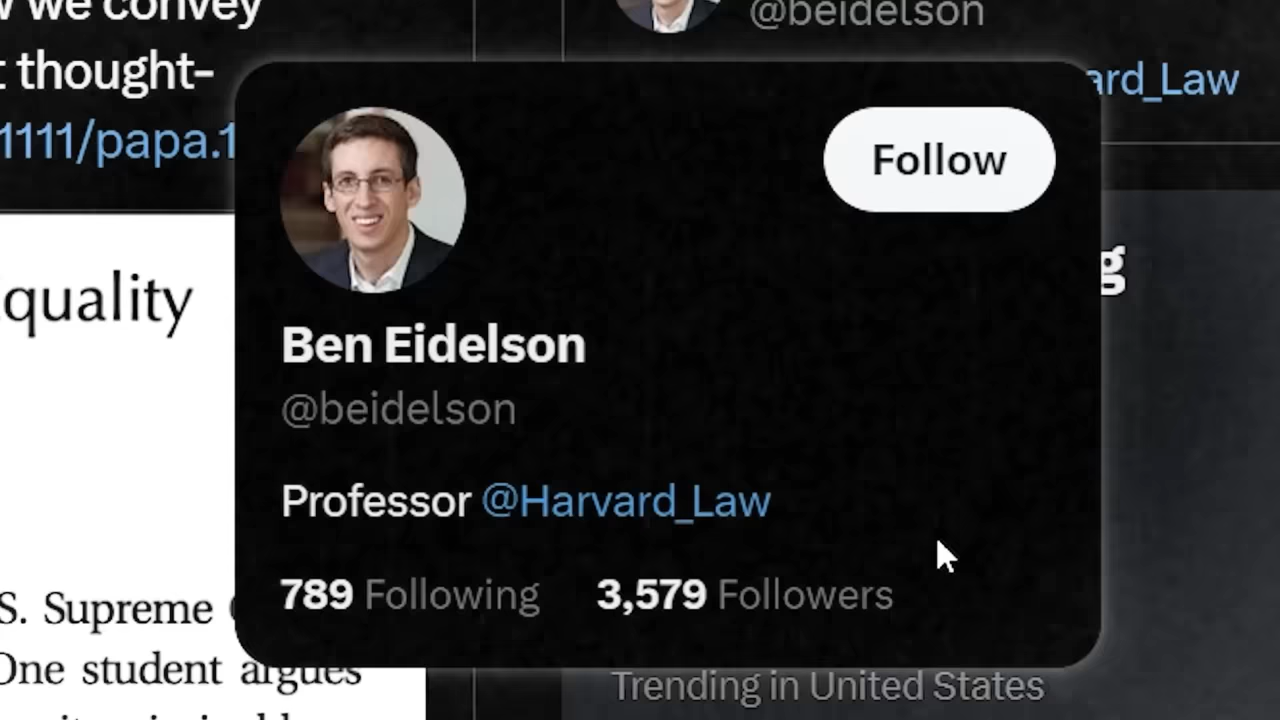 we convey
@beidelson
thought-
ard_Law
1111/papa.1
Follow
g
quality
Ben Eidelson
@beidelson
Professor @Harvard_Law
789 Following 3,579 Followers
S. Supreme
One student argues
Trending in United States